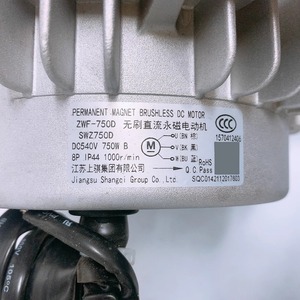 PERMANENT MAGNET BRUSHLESS DC MOTOR
ZWF-750D 无刷直流永磁电动机
SWZ750D
DC540V 750W B
8P IP44 1000r/min
江苏上骐集团有限公司
Jiangsu Shangqi Group Co., Ltd.
M
U
V
W
CCC
RoHS
Q C Pass